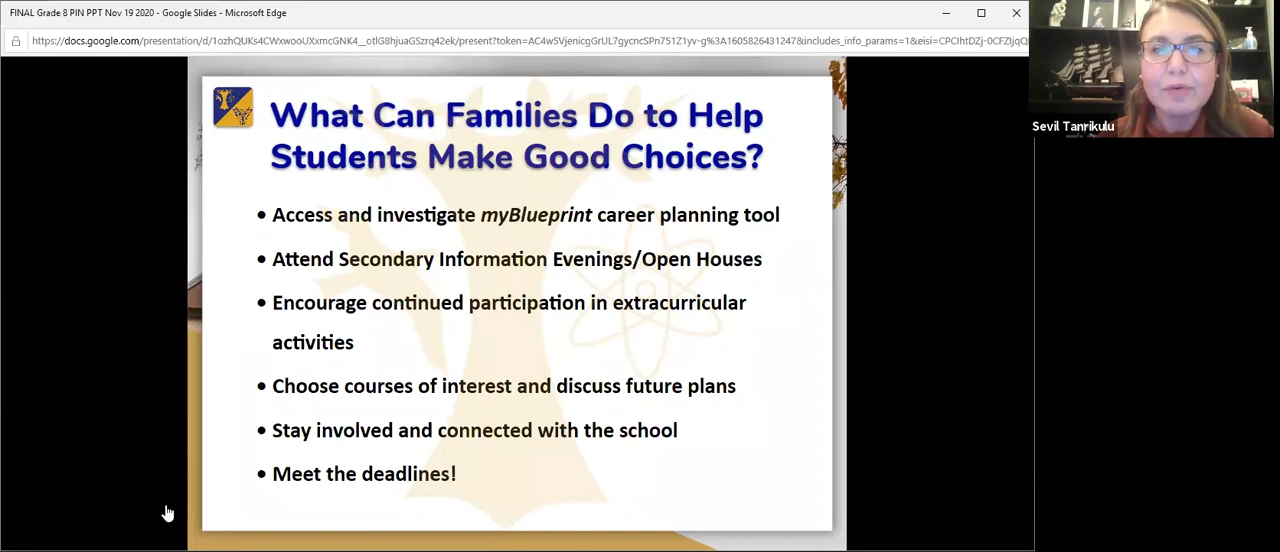 FINAL Grade 8 PIN PPT Nov 19 2020 - Google Slides - Microsoft Edge
What Can Families Do to Help
Students Make Good Choices?
• Access and investigate myBlueprint career planning tool
• Attend Secondary Information Evenings/Open Houses
• Encourage continued participation in extracurricular
activities
• Choose courses of interest and discuss future plans
• Stay involved and connected with the school
• Meet the deadlines!
Sevil Tanrikulu